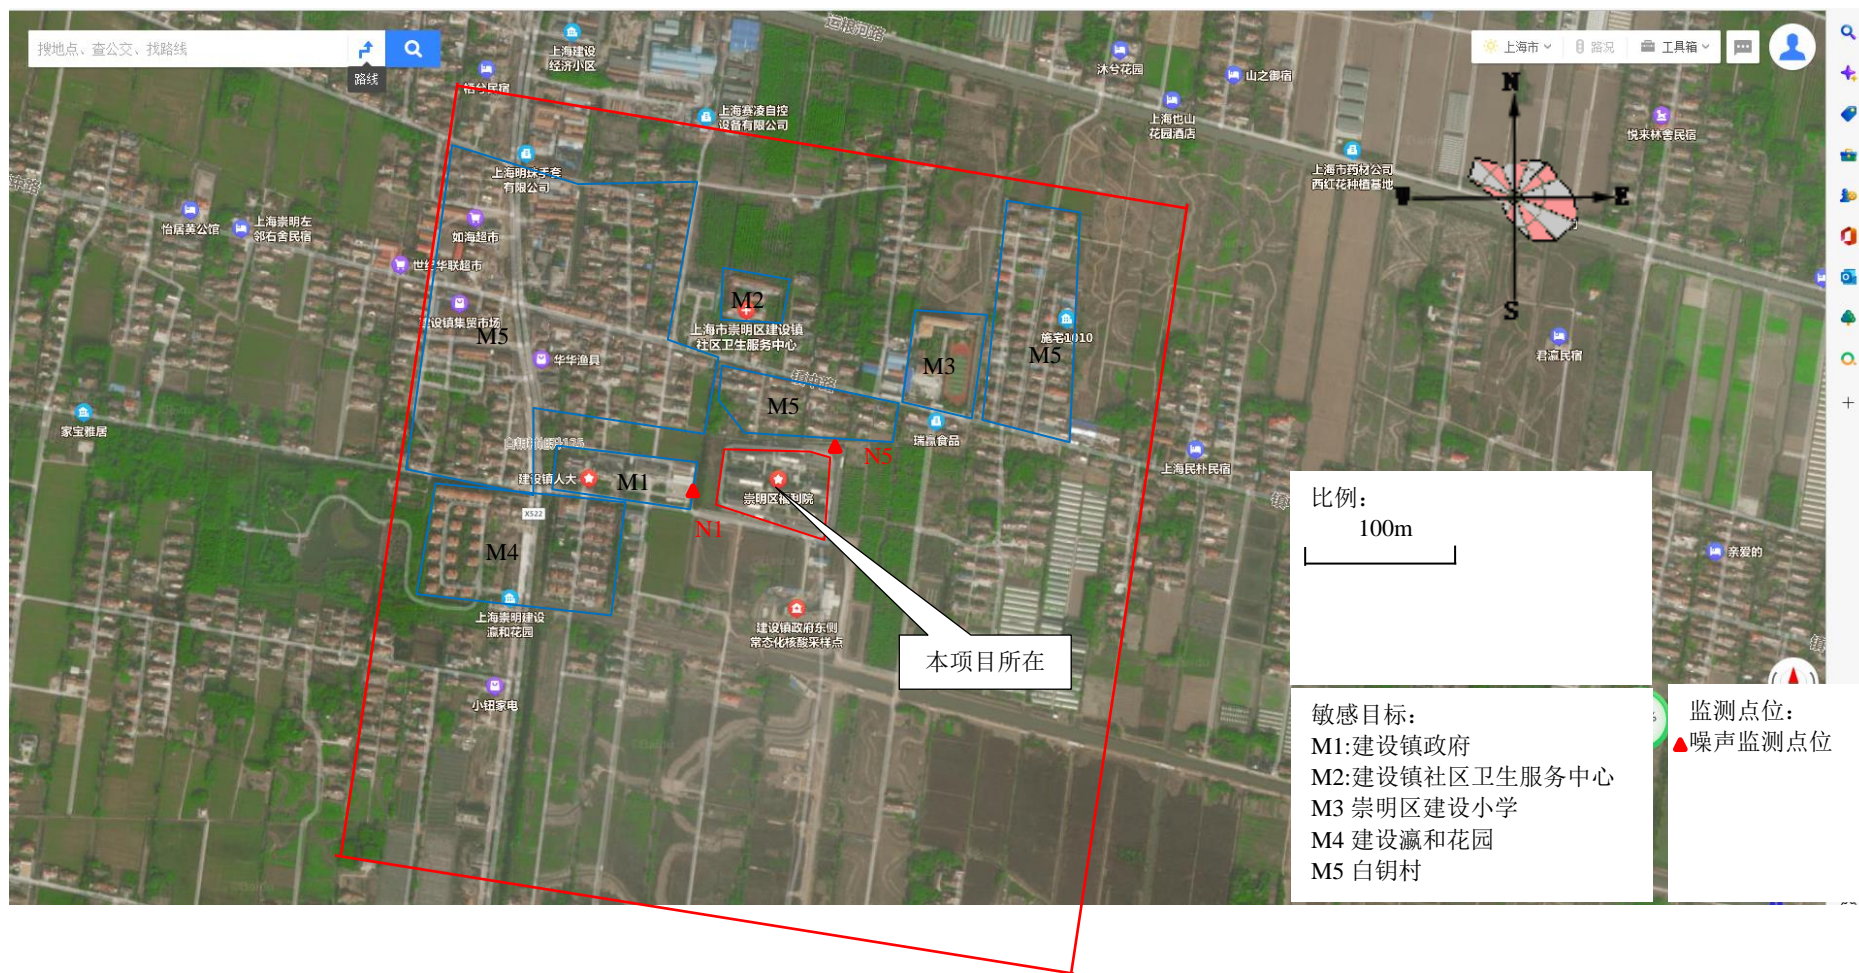 搜地点、查公交、找路线
路线
上海市
路况
工具箱
运粮河路
上海建设
经济小区
栖兮民宿
沐兮花园
山之御宿
上海赛凌自控
设备有限公司
上海也山
花园酒店
悦来林舍民宿
上海明珠手套
有限公司
上海市药材公司
西红花种植基地
N
W
E
S
怡居美公馆
上海崇明左
邻右舍民宿
如海超市
世纪华联超市
M2
上海市崇明区建设镇
社区卫生服务中心
建设镇集贸市场
M5
华华渔具
施宅1010
M5
M3
君瀛民宿
M5
家宝雅居
瑞赢食品
N5
上海民朴民宿
建设镇人大
M1
崇明区福利院
X522
N1
M4
上海崇明建设
瀛和花园
建设镇政府东侧
常态化核酸采样点
本项目所在
小钮家电
亲爱的
比例：
100m
敏感目标：
M1:建设镇政府
M2:建设镇社区卫生服务中心
M3 崇明区建设小学
M4 建设瀛和花园
M5 白钥村
监测点位：
噪声监测点位